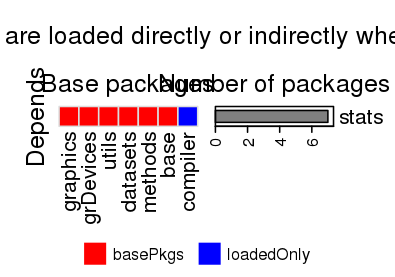 are loaded directly or indirectly whe
Base packages
Number of packages
Depends
stats
graphics
grDevices
utils
datasets
methods
base
compiler
0 2 4 6
basePkgs loadedOnly